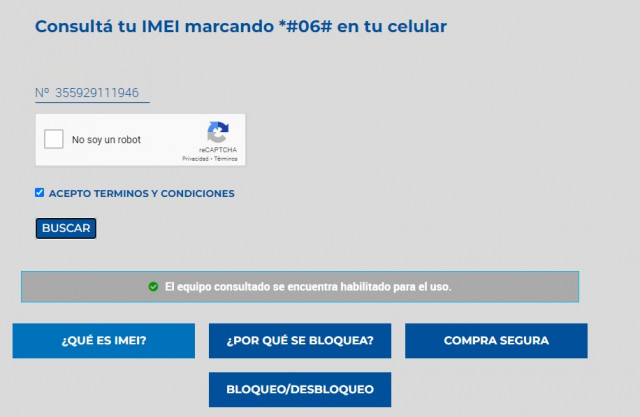 Consultá tu IMEI marcando *#06# en tu celular
Nº 355929111946
No soy un robot
reCAPTCHA
Privacidad - Términos
ACEPTO TERMINOS Y CONDICIONES
BUSCAR
El equipo consultado se encuentra habilitado para el uso.
¿QUÉ ES IMEI?
¿POR QUÉ SE BLOQUEA?
COMPRA SEGURA
BLOQUEO/DESBLOQUEO